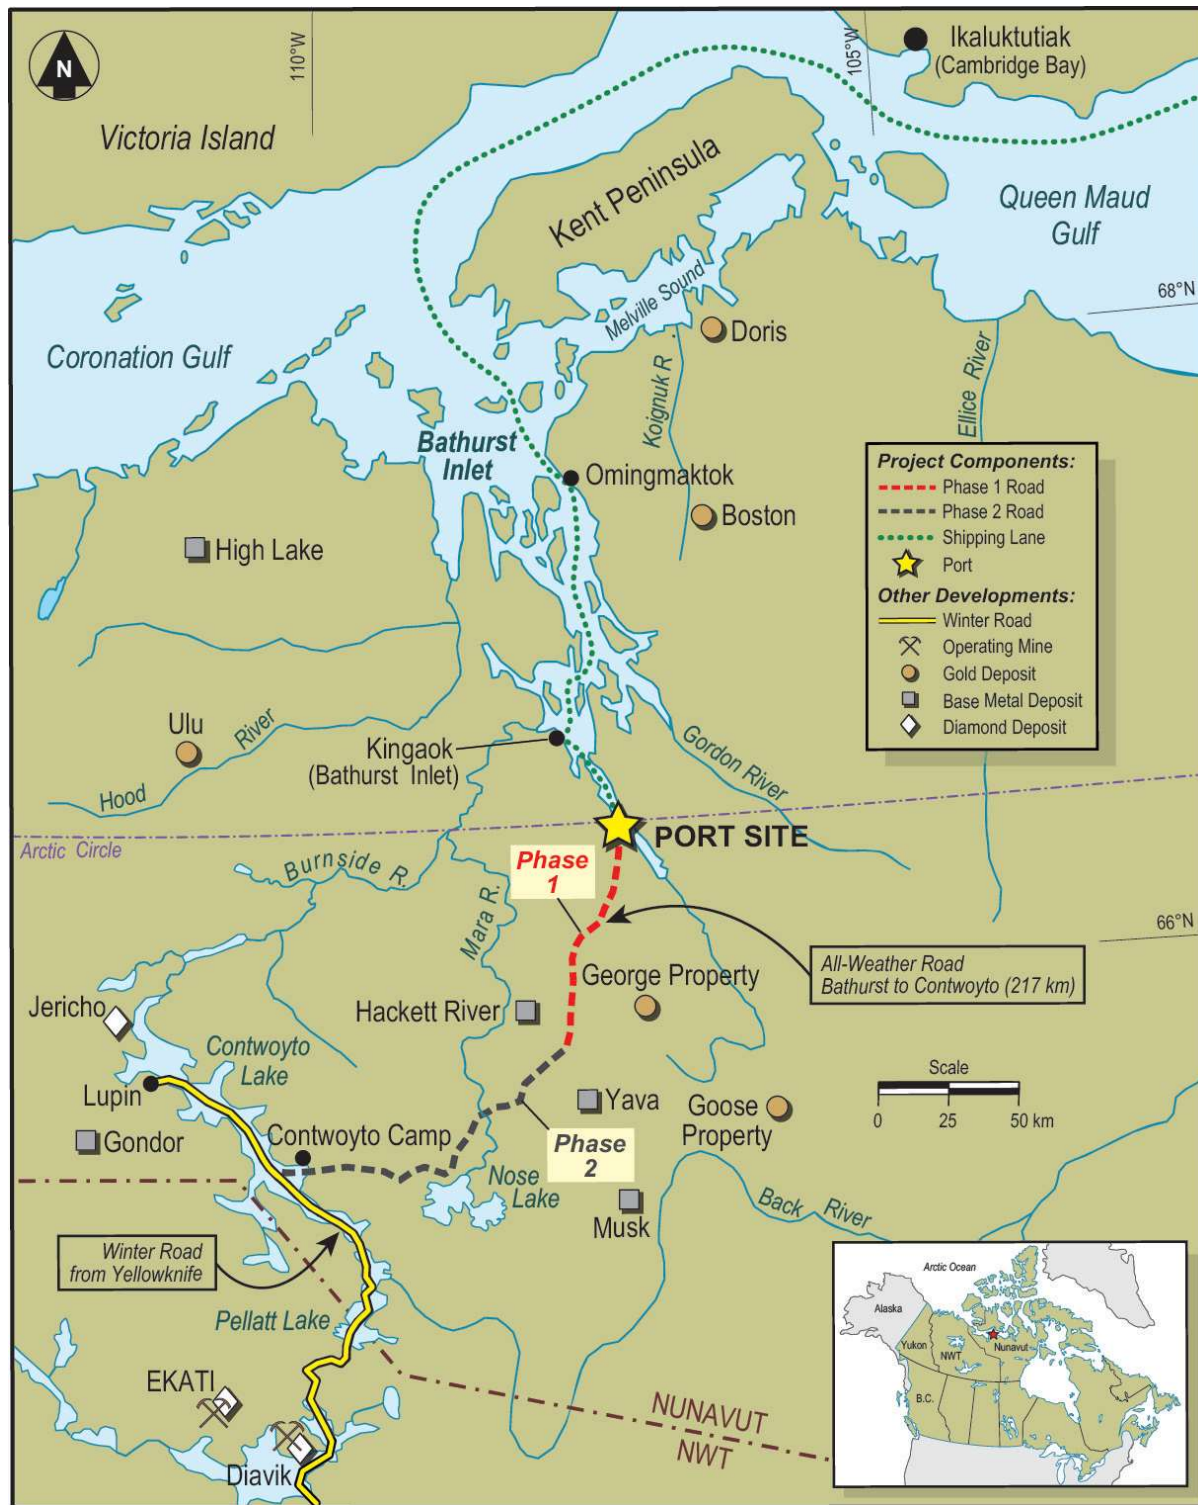 N
110°W
105°W
Ikaluktutiak
(Cambridge Bay)
Victoria Island
Kent Peninsula
Queen Maud
Gulf
Melville Sound
68°N
Doris
Coronation Gulf
Koignuk R.
Ellice River
Bathurst
Inlet
Omingmaktok
Boston
High Lake
Project Components:
Phase 1 Road
Phase 2 Road
Shipping Lane
Port
Other Developments:
Winter Road
Operating Mine
Gold Deposit
Base Metal Deposit
Diamond Deposit
Ulu
Hood River
Kingaok
(Bathurst Inlet)
Gordon River
Arctic Circle
PORT SITE
Burnside R.
Phase
1
Mara R.
66°N
All-Weather Road
Bathurst to Contwoyto (217 km)
George Property
Jericho
Hackett River
Contwoyto
Lake
Lupin
Yava
Goose
Property
Scale
0 25 50 km
Gondor
Contwoyto Camp
Phase
2
Nose
Lake
Musk
Back River
Winter Road
from Yellowknife
Pellatt Lake
EKATI
Diavik
NUNAVUT
NWT
Arctic Ocean
Alaska
Yukon
NWT
Nunavut
B.C.